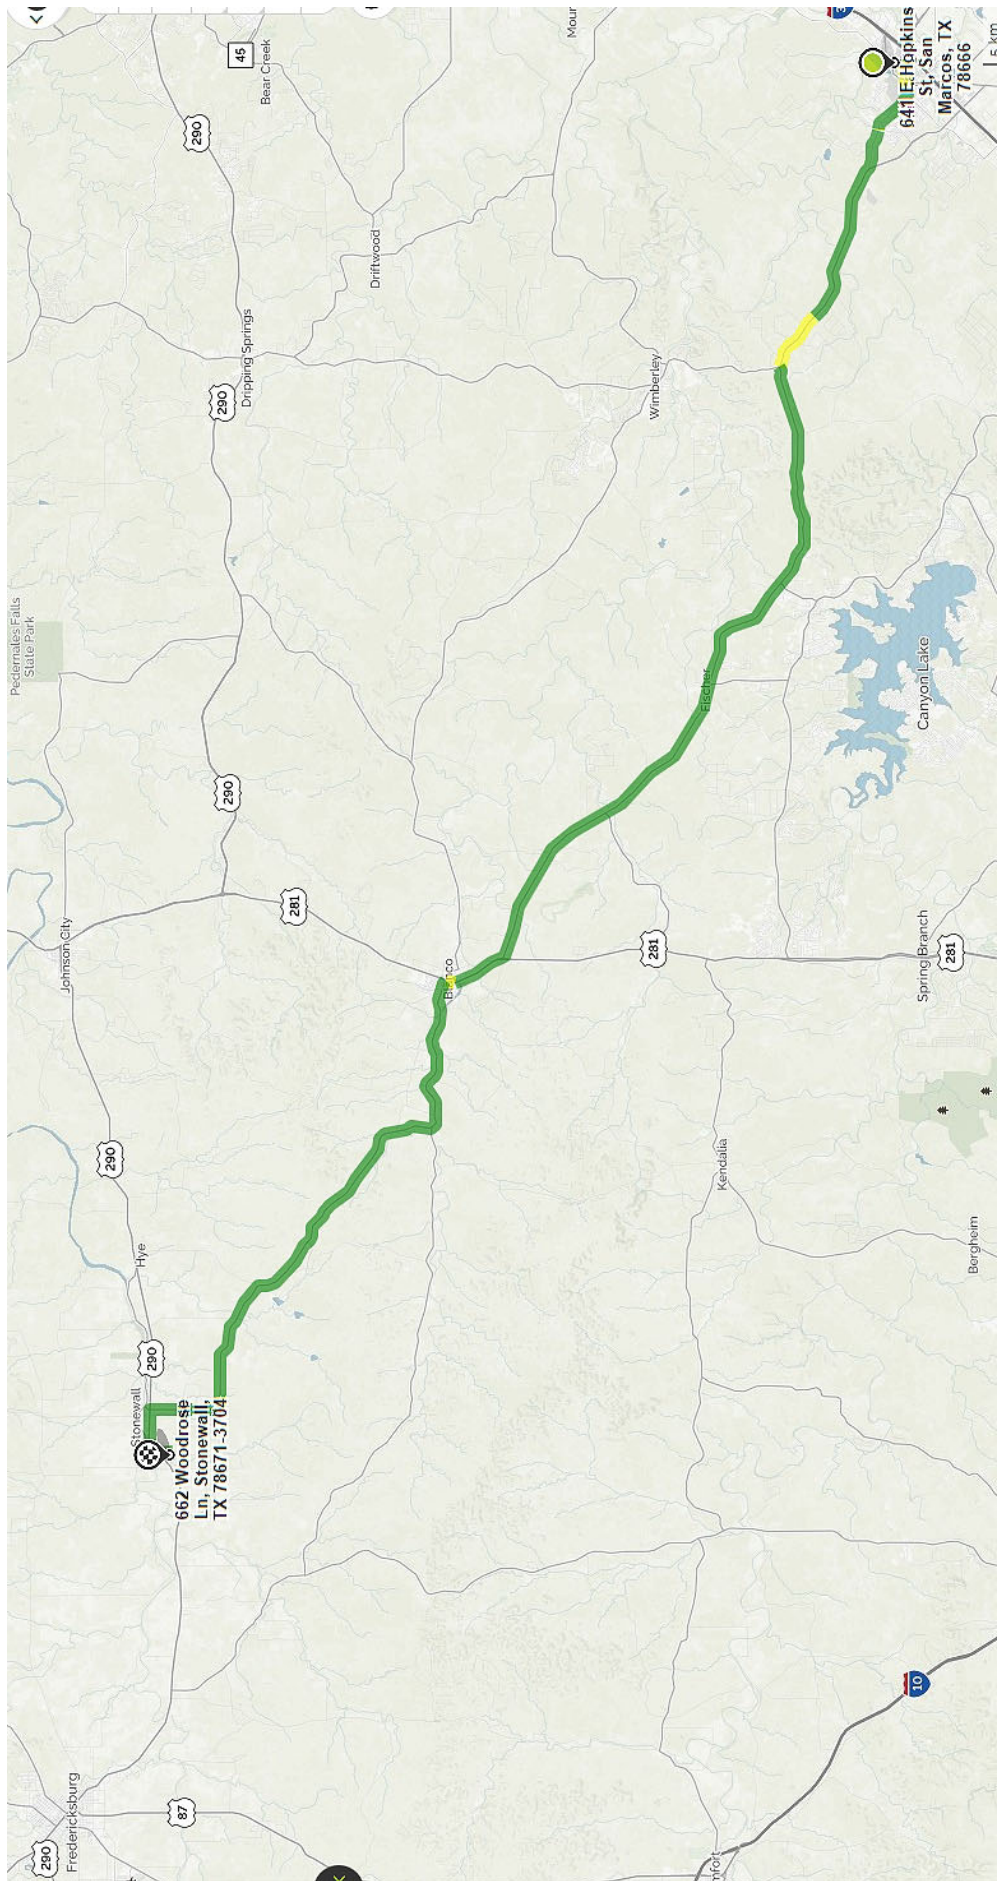 45
Bear Creek
290
Driftwood
Dripping Springs
290
Wimberley
641 E Hopkins
St, San
Marcos, TX
78666
5 km
Pedernales Falls
State Park
290
Fischer
Canyon Lake
281
Johnson City
Blanco
281
Spring Branch
281
290
Kendalia
Hye
Bergheim
290
Stonewall
662 Woodrose
Ln, Stonewall,
TX 78671-3704
10
Fredericksburg
87
290